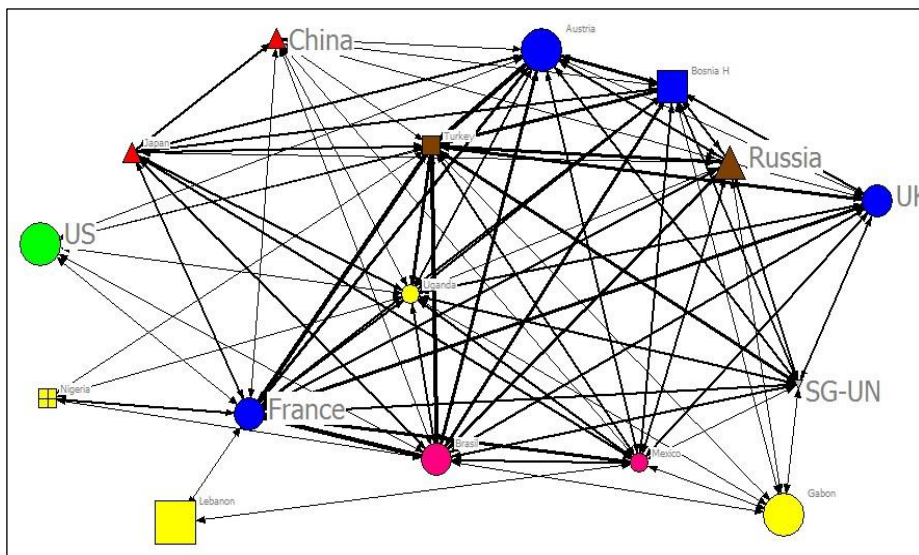 China
Austria
Bosnia H
Japan
Turkey
Russia
UK
US
Uganda
Nigeria
France
SG-UN
Brasil
Mexico
Lebanon
Gabon